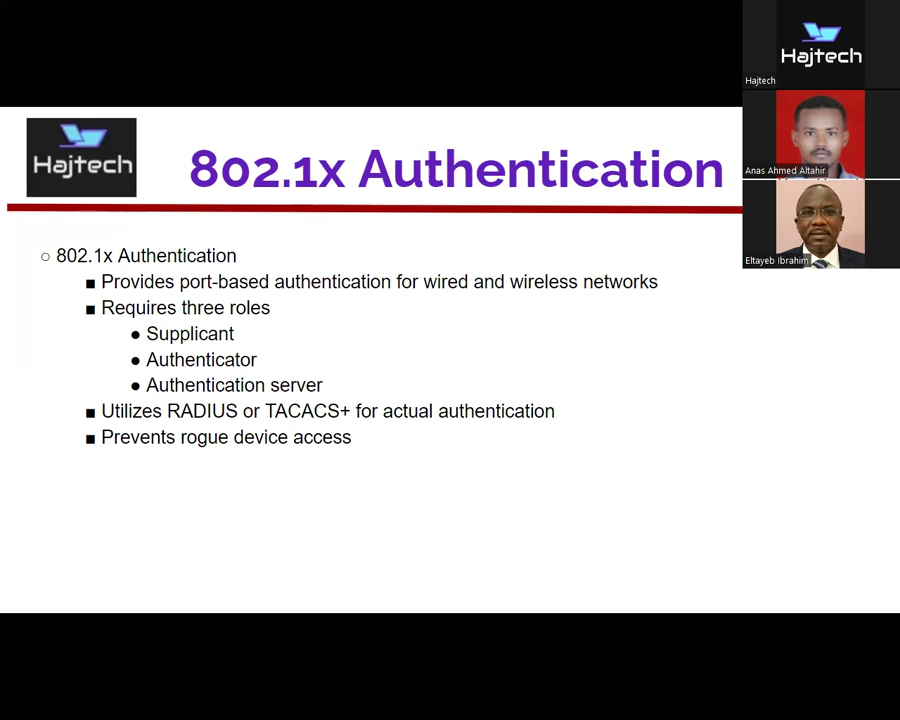 Hajtech
Hajtech
Anas Ahmed Altahir
Eltayeb Ibrahim
Hajtech
802.1x Authentication
○ 802.1x Authentication
■ Provides port-based authentication for wired and wireless networks
■ Requires three roles
● Supplicant
● Authenticator
● Authentication server
■ Utilizes RADIUS or TACACS+ for actual authentication
■ Prevents rogue device access